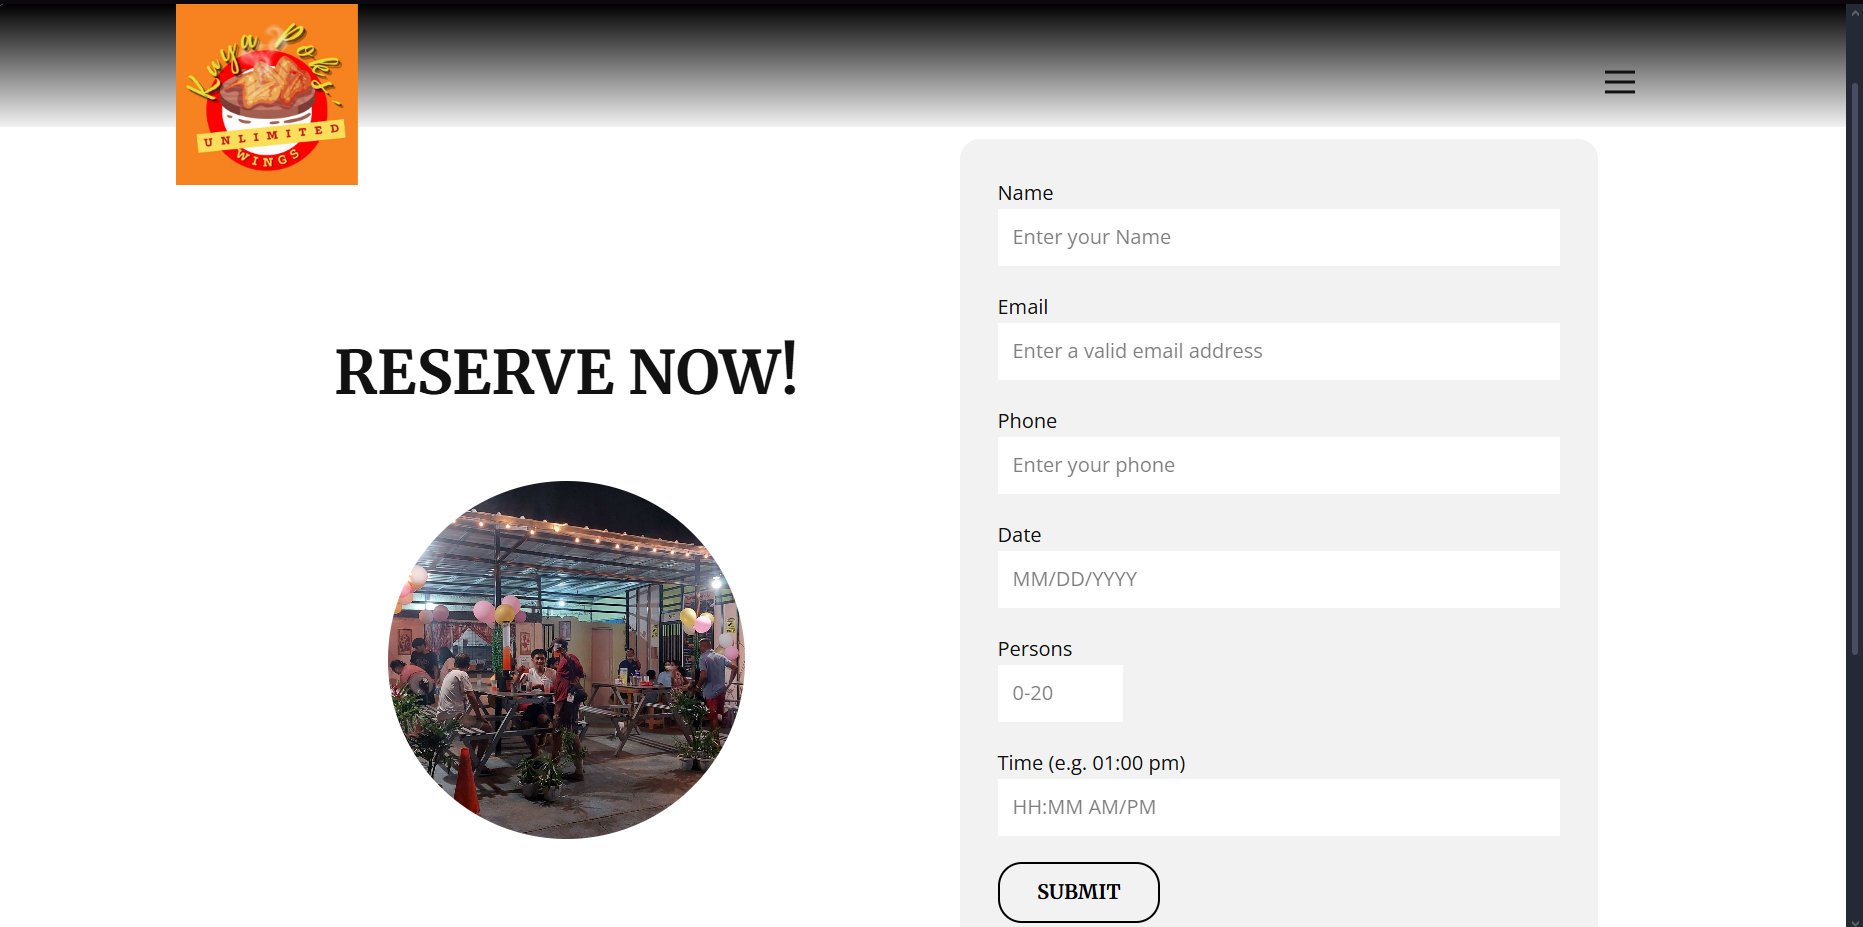 Kuya Poks'
UNLIMITED
WINGS
RESERVE NOW!
Name
Enter your Name
Email
Enter a valid email address
Phone
Enter your phone
Date
MM/DD/YYYY
Persons
0-20
Time (e.g. 01:00 pm)
HH:MM AM/PM
SUBMIT